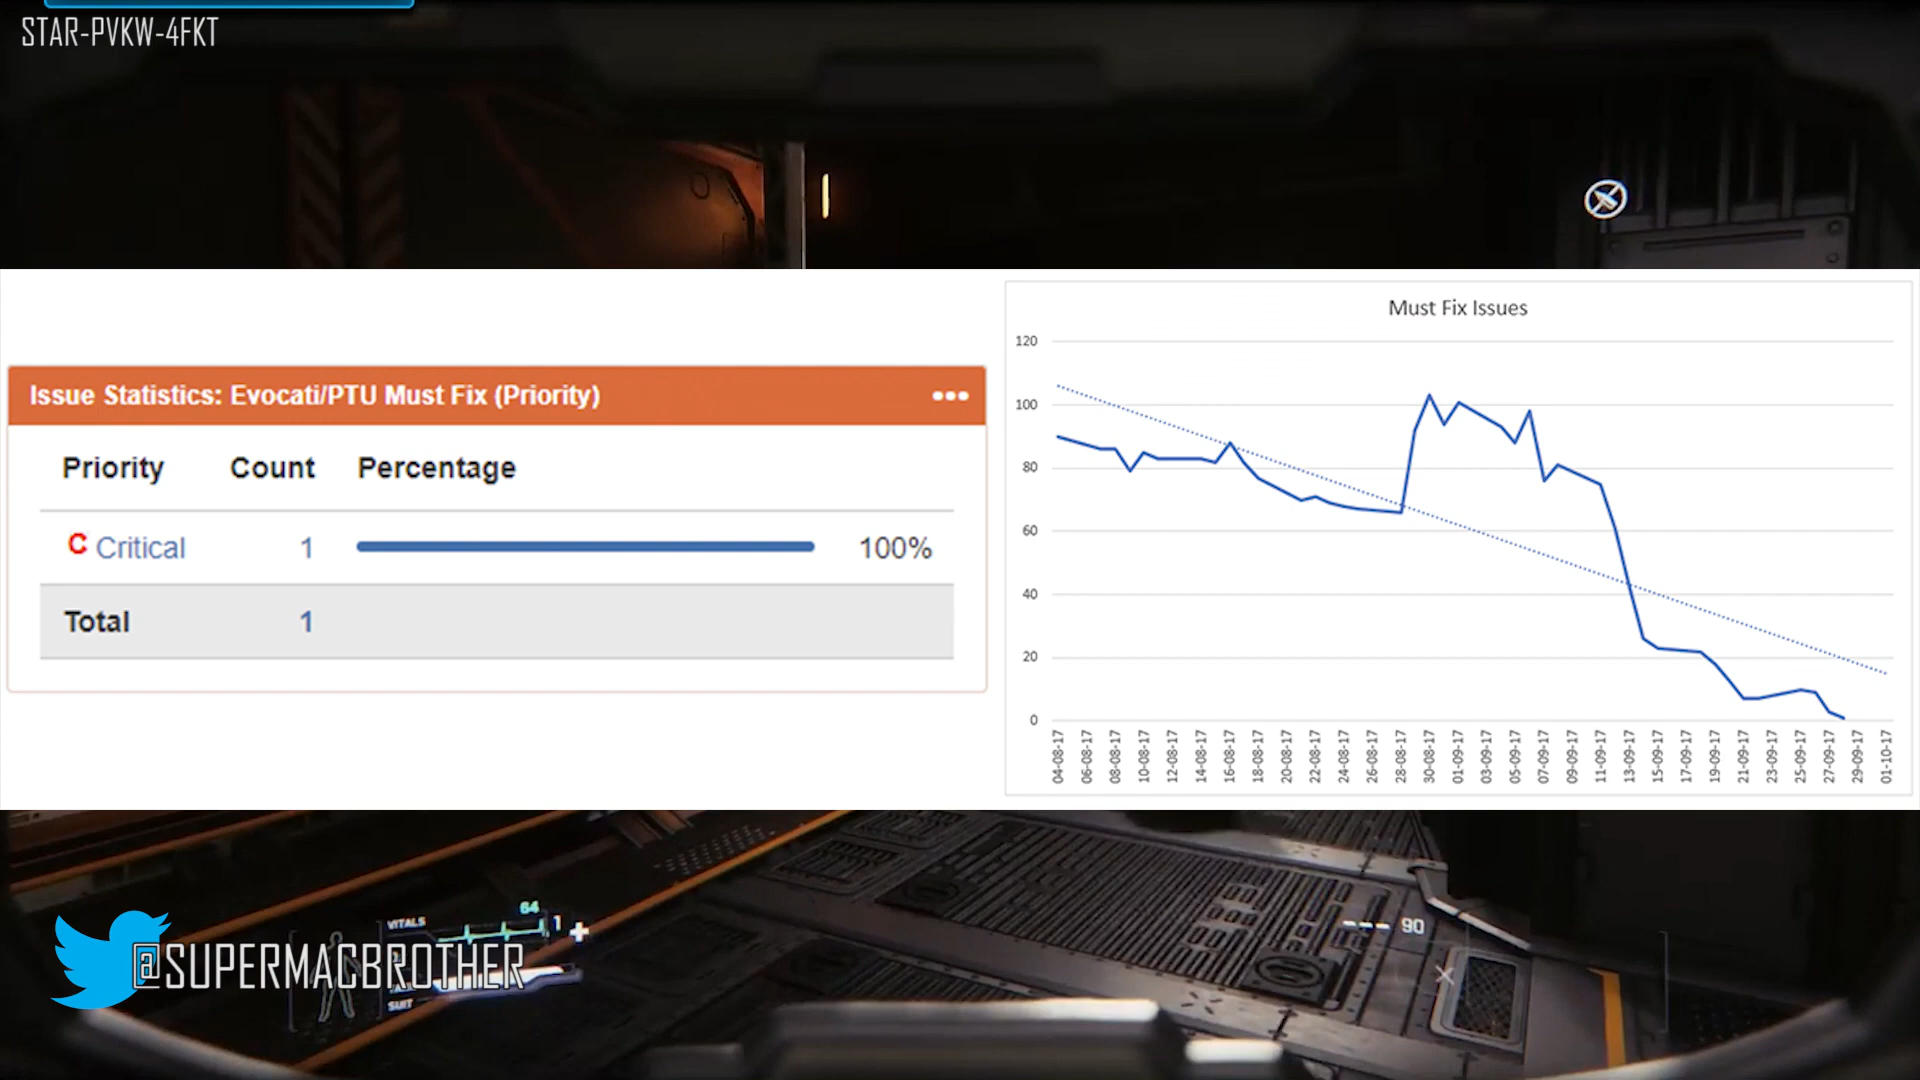 STAR-PVKW-4FKT
Issue Statistics: Evocati/PTU Must Fix (Priority)
Priority Count Percentage
C Critical 1 100%
Total 1
Must Fix Issues
120
100
80
60
40
20
0
04-08-17 06-08-17 08-08-17 10-08-17 12-08-17 14-08-17 16-08-17 18-08-17 20-08-17 22-08-17 24-08-17 26-08-17 28-08-17 30-08-17 01-09-17 03-09-17 05-09-17 07-09-17 09-09-17 11-09-17 13-09-17 15-09-17 17-09-17 19-09-17 21-09-17 23-09-17 25-09-17 27-09-17 29-09-17 01-10-17
VITALS 64 1
@SUPERMACBROTHER
SUIT
90